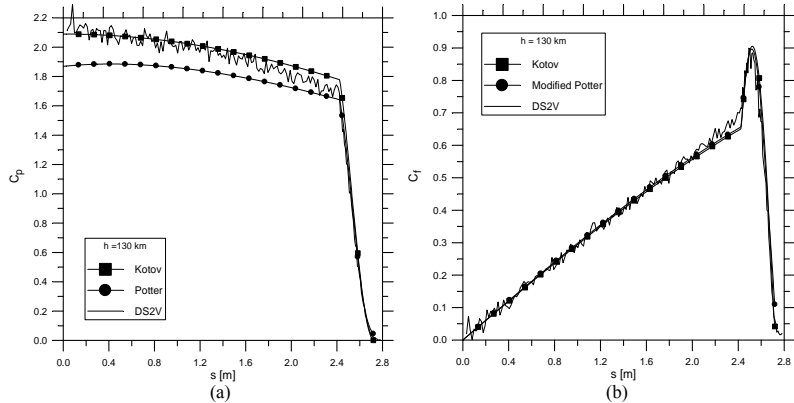 2.2
2.0
1.8
1.6
1.4
1.2
1.0
0.8
0.6
0.4
0.2
0.0
Cp
h =130 km
Kotov
Potter
DS2V
0.0 0.4 0.8 1.2 1.6 2.0 2.4 2.8
s [m]
(a)
1.0
0.9
0.8
0.7
0.6
0.5
0.4
0.3
0.2
0.1
0.0
Cf
h = 130 km
Kotov
Modified Potter
DS2V
0.0 0.4 0.8 1.2 1.6 2.0 2.4 2.8
s [m]
(b)